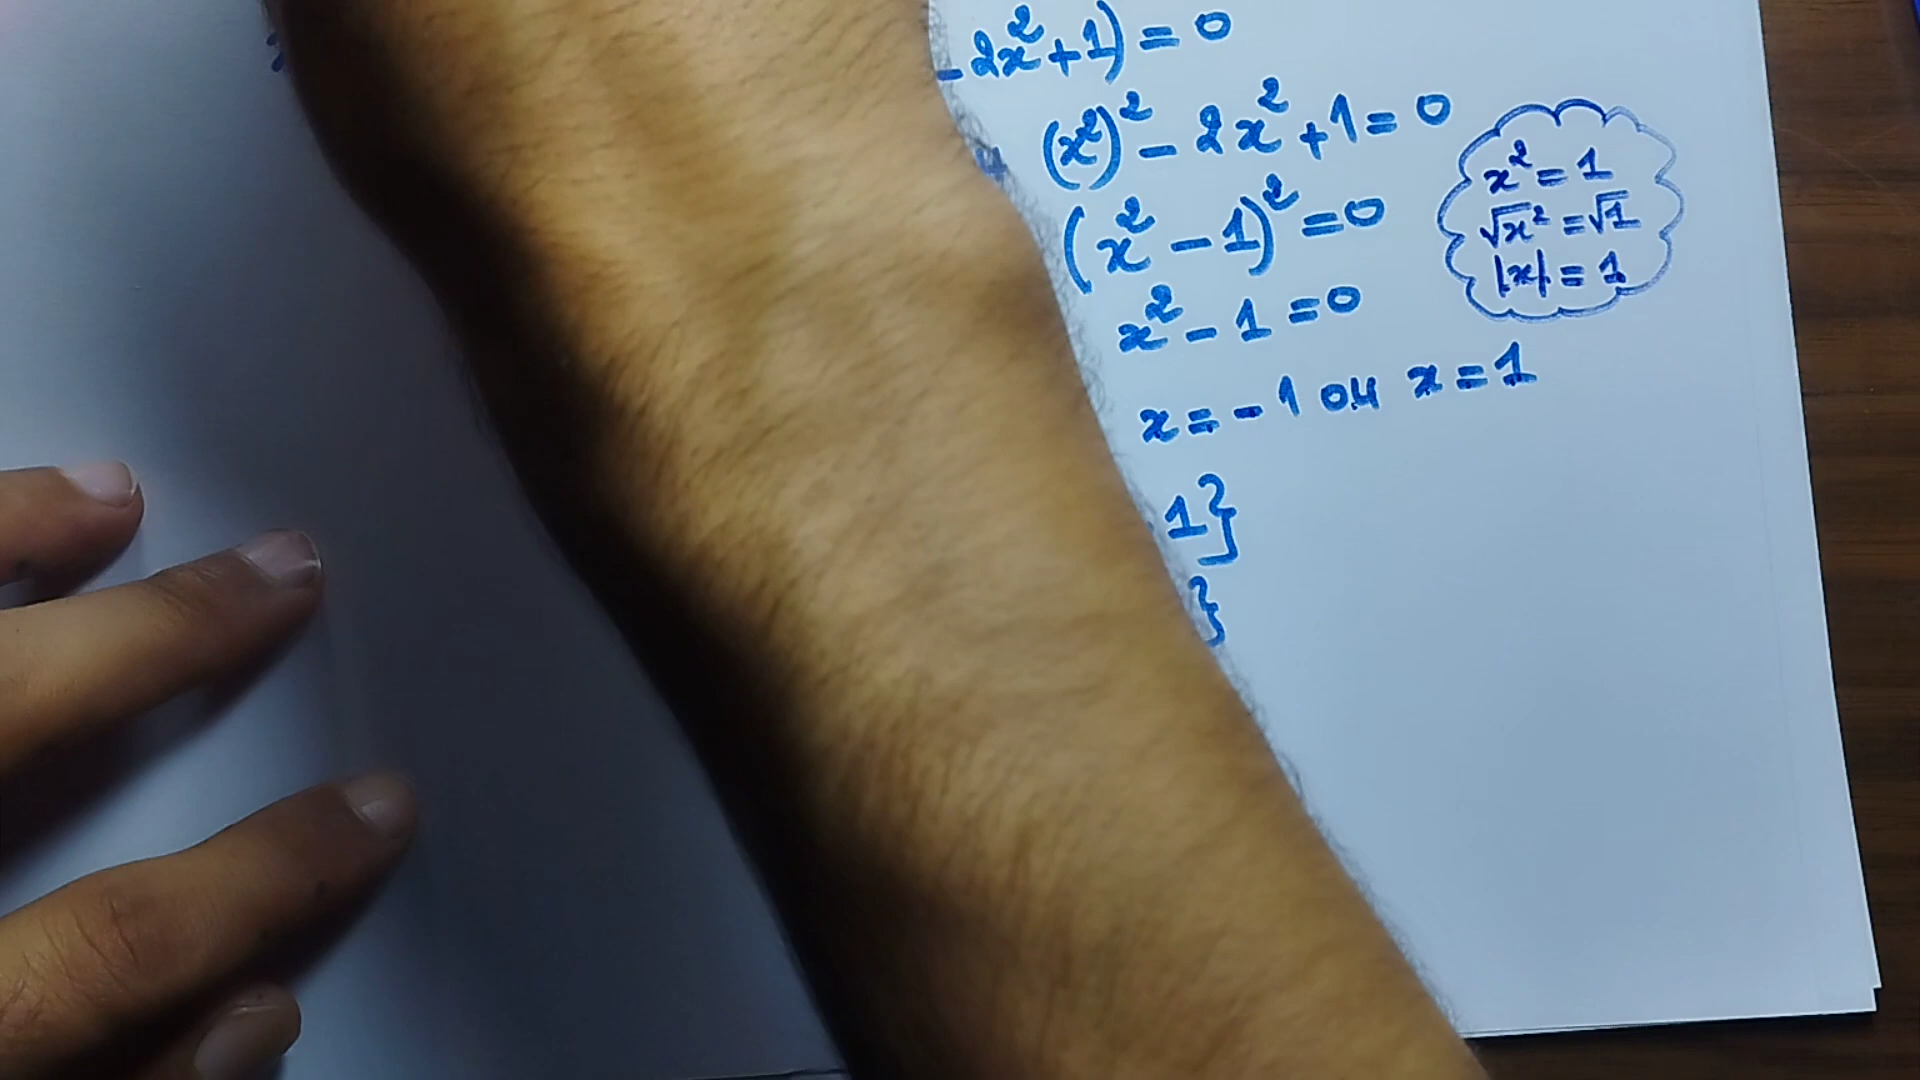 - 2x² + 1) = 0
(x²)² - 2x² + 1 = 0
(x² - 1)² = 0
x² - 1 = 0
x = - 1 ou x = 1
1}
}
x² = 1
√x² = √1
|x| = 1